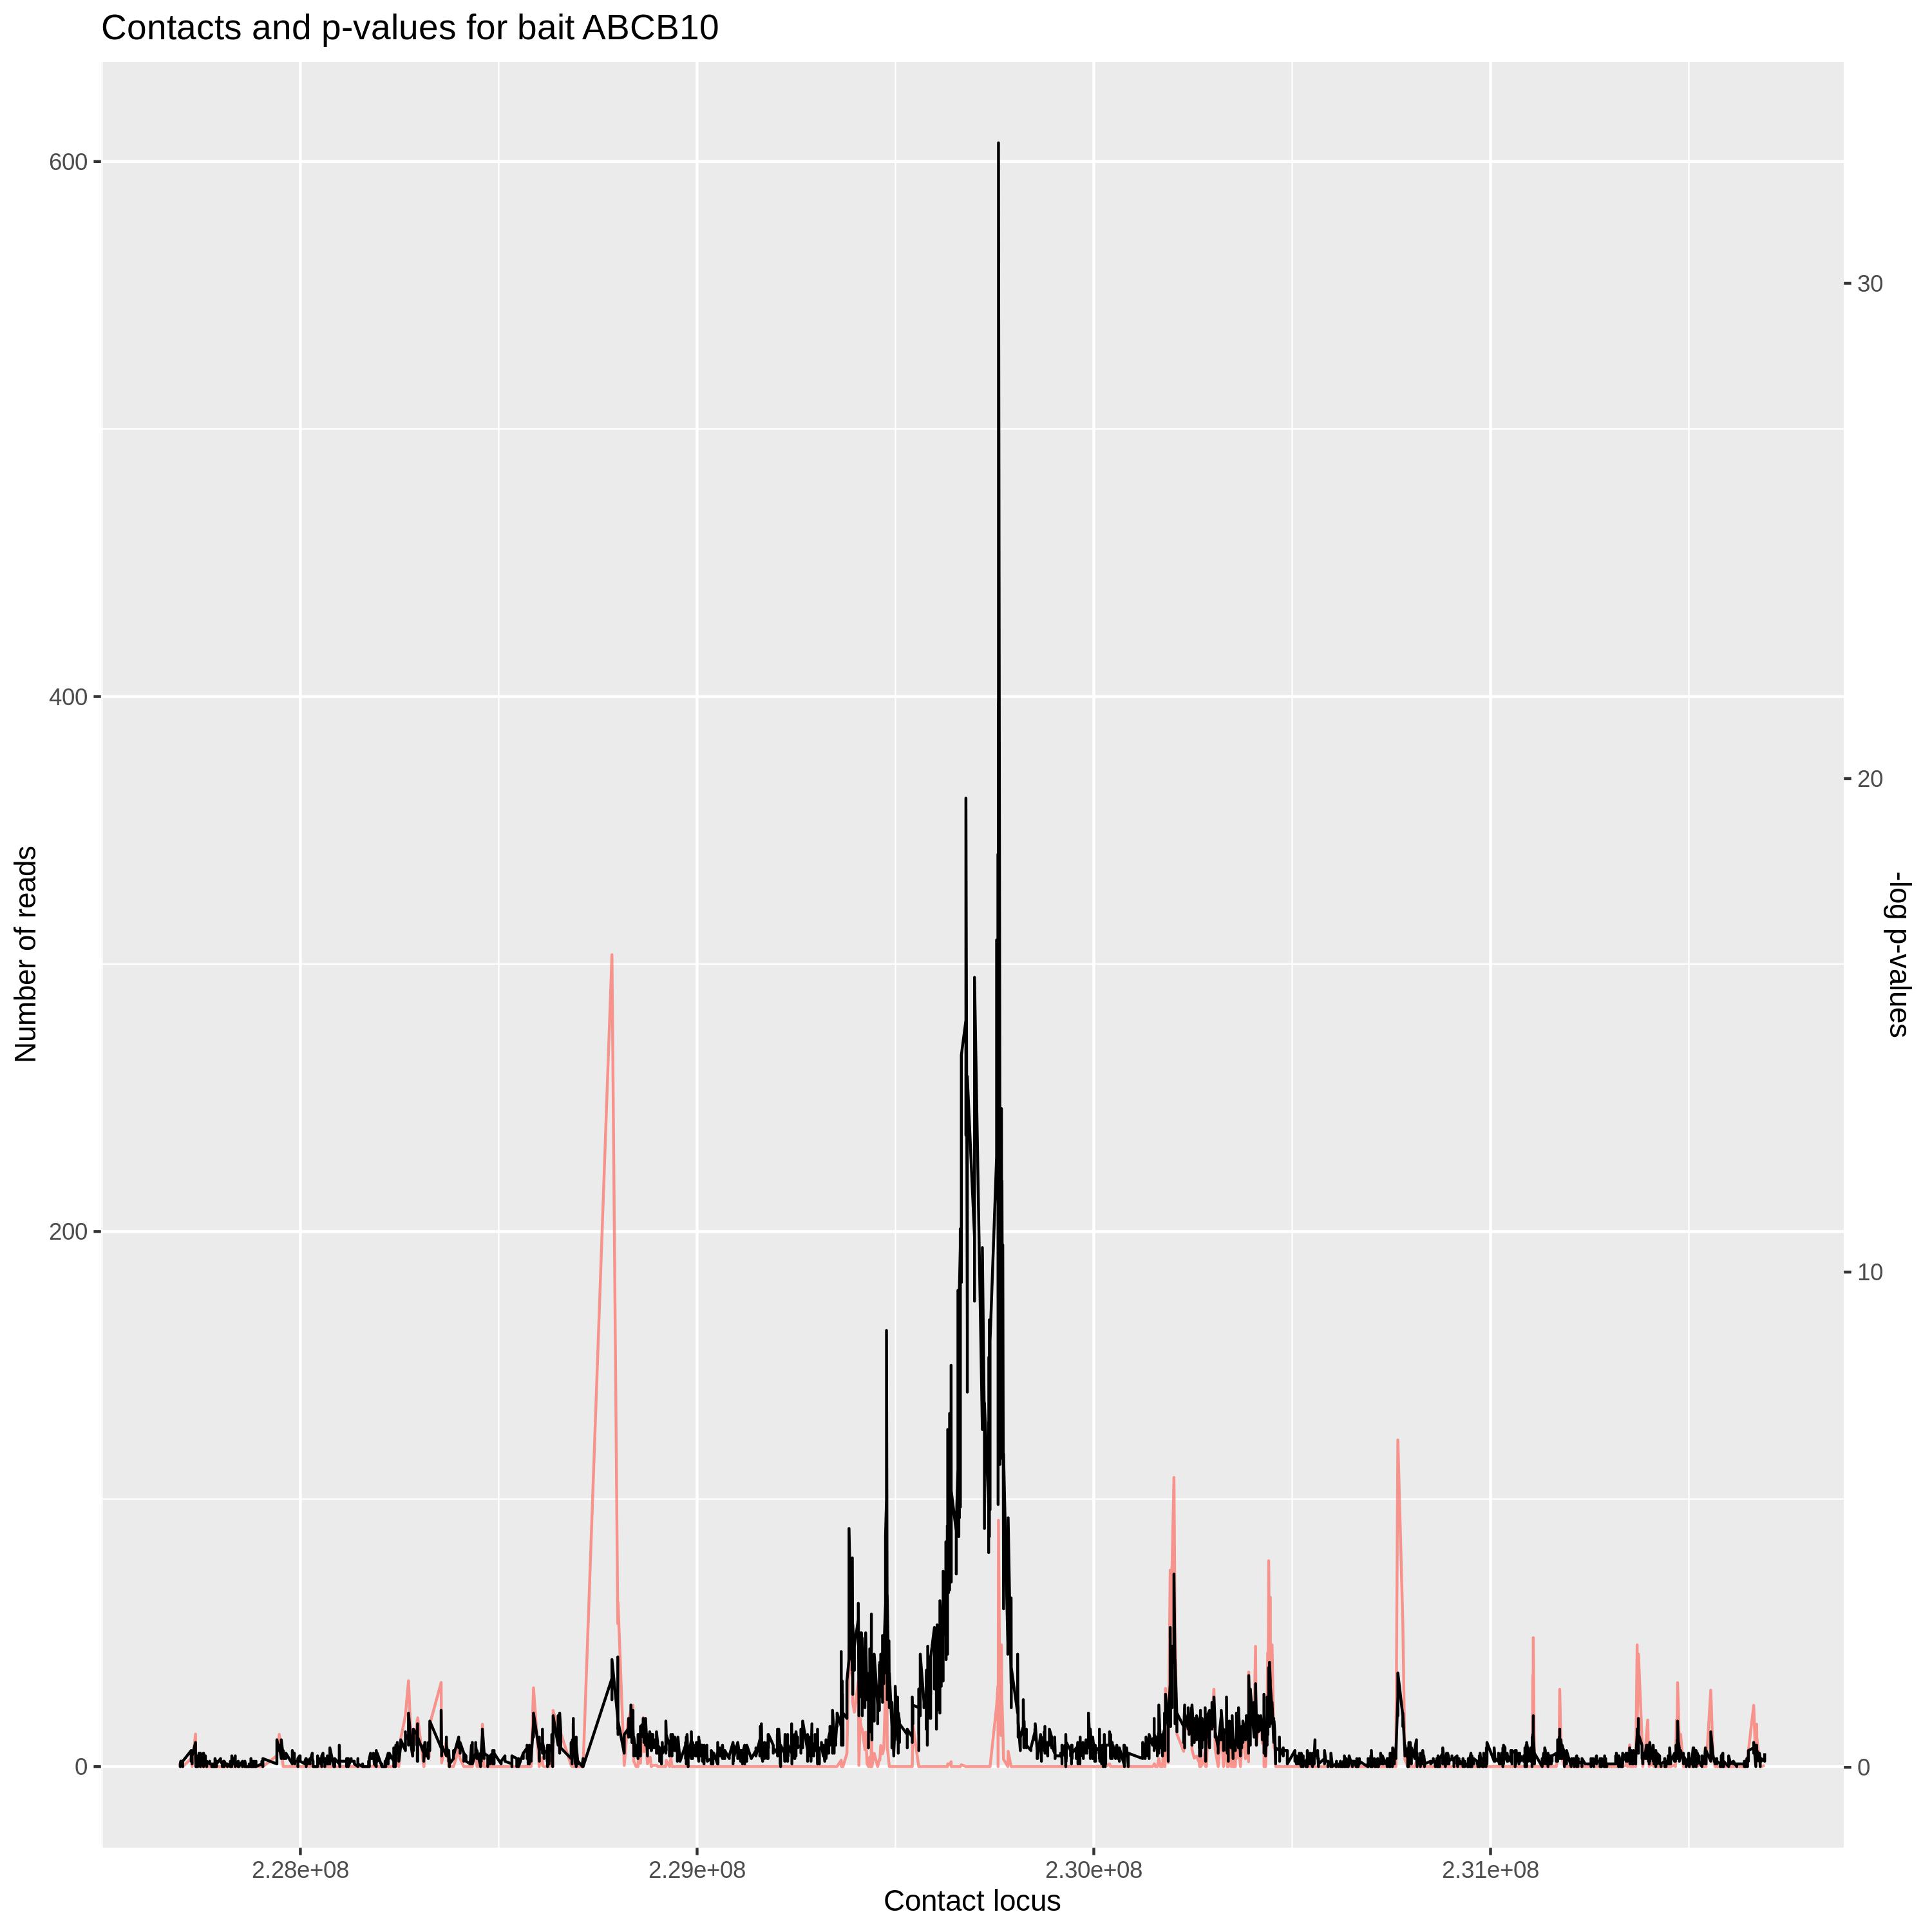 Contacts and p-values for bait ABCB10
600
400
200
0
Number of reads
30
20
10
0
-log p-values
2.28e+08
2.29e+08
2.30e+08
2.31e+08
Contact locus